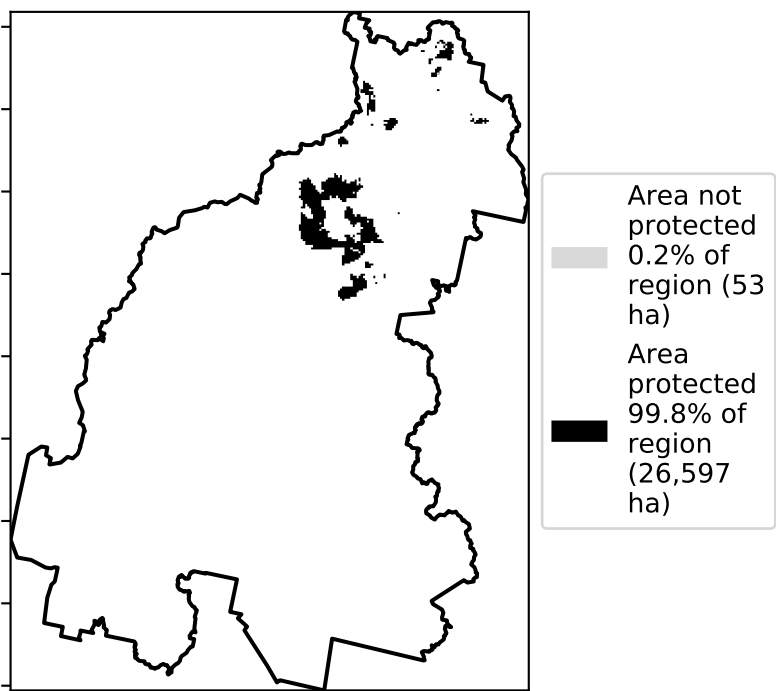 Area not
protected
0.2% of
region (53
ha)
Area
protected
99.8% of
region
(26,597
ha)